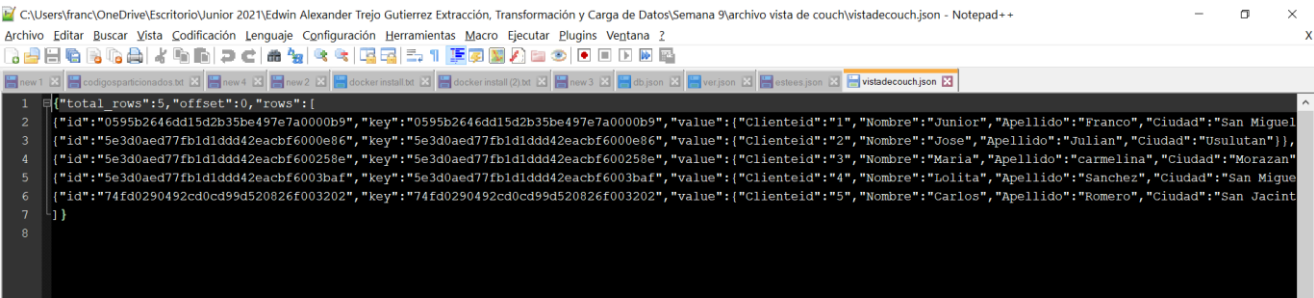 C:\Users\franc\OneDrive\Escritorio\Junior 2021\Edwin Alexander Trejo Gutierrez Extracción, Transformación y Carga de Datos\Semana 9\archivo vista de couch\vistadecouch.json - Notepad++
Archivo Editar Buscar Vista Codificación Lenguaje Configuración Herramientas Macro Ejecutar Plugins Ventana ? X
new 1 codigosparticionados.txt new 4 new 2 docker install.txt docker install (2).txt new 3 db.json ver.json estees.json vistadecouch.json
1 {"total_rows":5,"offset":0,"rows":[
2 {"id":"0595b2646dd15d2b35be497e7a0000b9","key":"0595b2646dd15d2b35be497e7a0000b9","value":{"Clienteid":"1","Nombre":"Junior","Apellido":"Franco","Ciudad":"San Miguel
3 {"id":"5e3d0aed77fb1d1ddd42eacbf6000e86","key":"5e3d0aed77fb1d1ddd42eacbf6000e86","value":{"Clienteid":"2","Nombre":"Jose","Apellido":"Julian","Ciudad":"Usulutan"}},
4 {"id":"5e3d0aed77fb1d1ddd42eacbf600258e","key":"5e3d0aed77fb1d1ddd42eacbf600258e","value":{"Clienteid":"3","Nombre":"Maria","Apellido":"carmelina","Ciudad":"Morazan"
5 {"id":"5e3d0aed77fb1d1ddd42eacbf6003baf","key":"5e3d0aed77fb1d1ddd42eacbf6003baf","value":{"Clienteid":"4","Nombre":"Lolita","Apellido":"Sanchez","Ciudad":"San Migue
6 {"id":"74fd0290492cd0cd99d520826f003202","key":"74fd0290492cd0cd99d520826f003202","value":{"Clienteid":"5","Nombre":"Carlos","Apellido":"Romero","Ciudad":"San Jacint
7 ]}
8